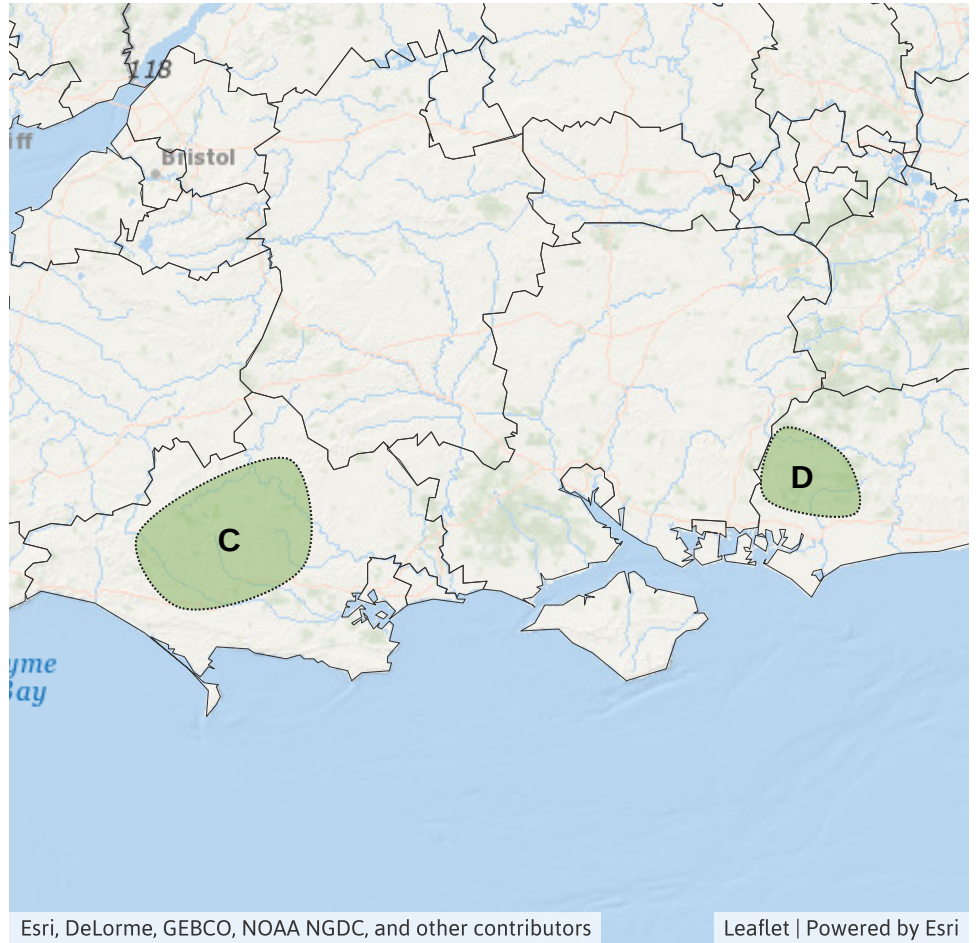 118
iff
Bristol
D
C
yme
Bay
Esri, DeLorme, GEBCO, NOAA NGDC, and other contributors
Leaflet | Powered by Esri